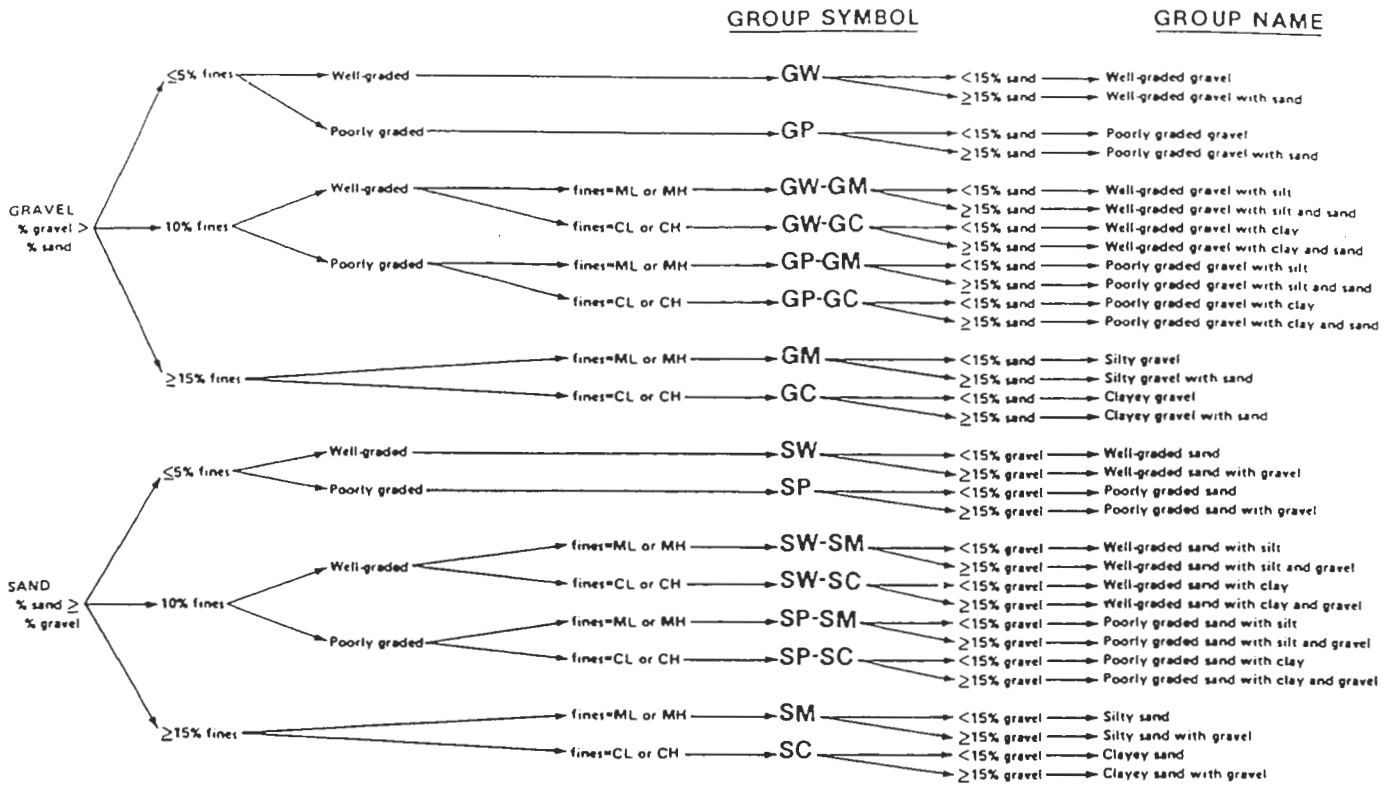 GROUP SYMBOL GROUP NAME
≤5% fines Well-graded GW <15% sand Well-graded gravel
≥15% sand Well-graded gravel with sand
Poorly graded GP <15% sand Poorly graded gravel
≥15% sand Poorly graded gravel with sand
Well-graded fines=ML or MH GW-GM <15% sand Well-graded gravel with silt
≥15% sand Well-graded gravel with silt and sand
GRAVEL
% gravel >
% sand
10% fines fines=CL or CH GW-GC <15% sand Well-graded gravel with clay
≥15% sand Well-graded gravel with clay and sand
Poorly graded fines=ML or MH GP-GM <15% sand Poorly graded gravel with silt
≥15% sand Poorly graded gravel with silt and sand
fines=CL or CH GP-GC <15% sand Poorly graded gravel with clay
≥15% sand Poorly graded gravel with clay and sand
≥15% fines fines=ML or MH GM <15% sand Silty gravel
≥15% sand Silty gravel with sand
fines=CL or CH GC <15% sand Clayey gravel
≥15% sand Clayey gravel with sand
≤5% fines Well-graded SW <15% gravel Well-graded sand
≥15% gravel Well-graded sand with gravel
Poorly graded SP <15% gravel Poorly graded sand
≥15% gravel Poorly graded sand with gravel
Well-graded fines=ML or MH SW-SM <15% gravel Well-graded sand with silt
≥15% gravel Well-graded sand with silt and gravel
SAND
% sand ≥
% gravel
10% fines fines=CL or CH SW-SC <15% gravel Well-graded sand with clay
≥15% gravel Well-graded sand with clay and gravel
Poorly graded fines=ML or MH SP-SM <15% gravel Poorly graded sand with silt
≥15% gravel Poorly graded sand with silt and gravel
fines=CL or CH SP-SC <15% gravel Poorly graded sand with clay
≥15% gravel Poorly graded sand with clay and gravel
≥15% fines fines=ML or MH SM <15% gravel Silty sand
≥15% gravel Silty sand with gravel
fines=CL or CH SC <15% gravel Clayey sand
≥15% gravel Clayey sand with gravel